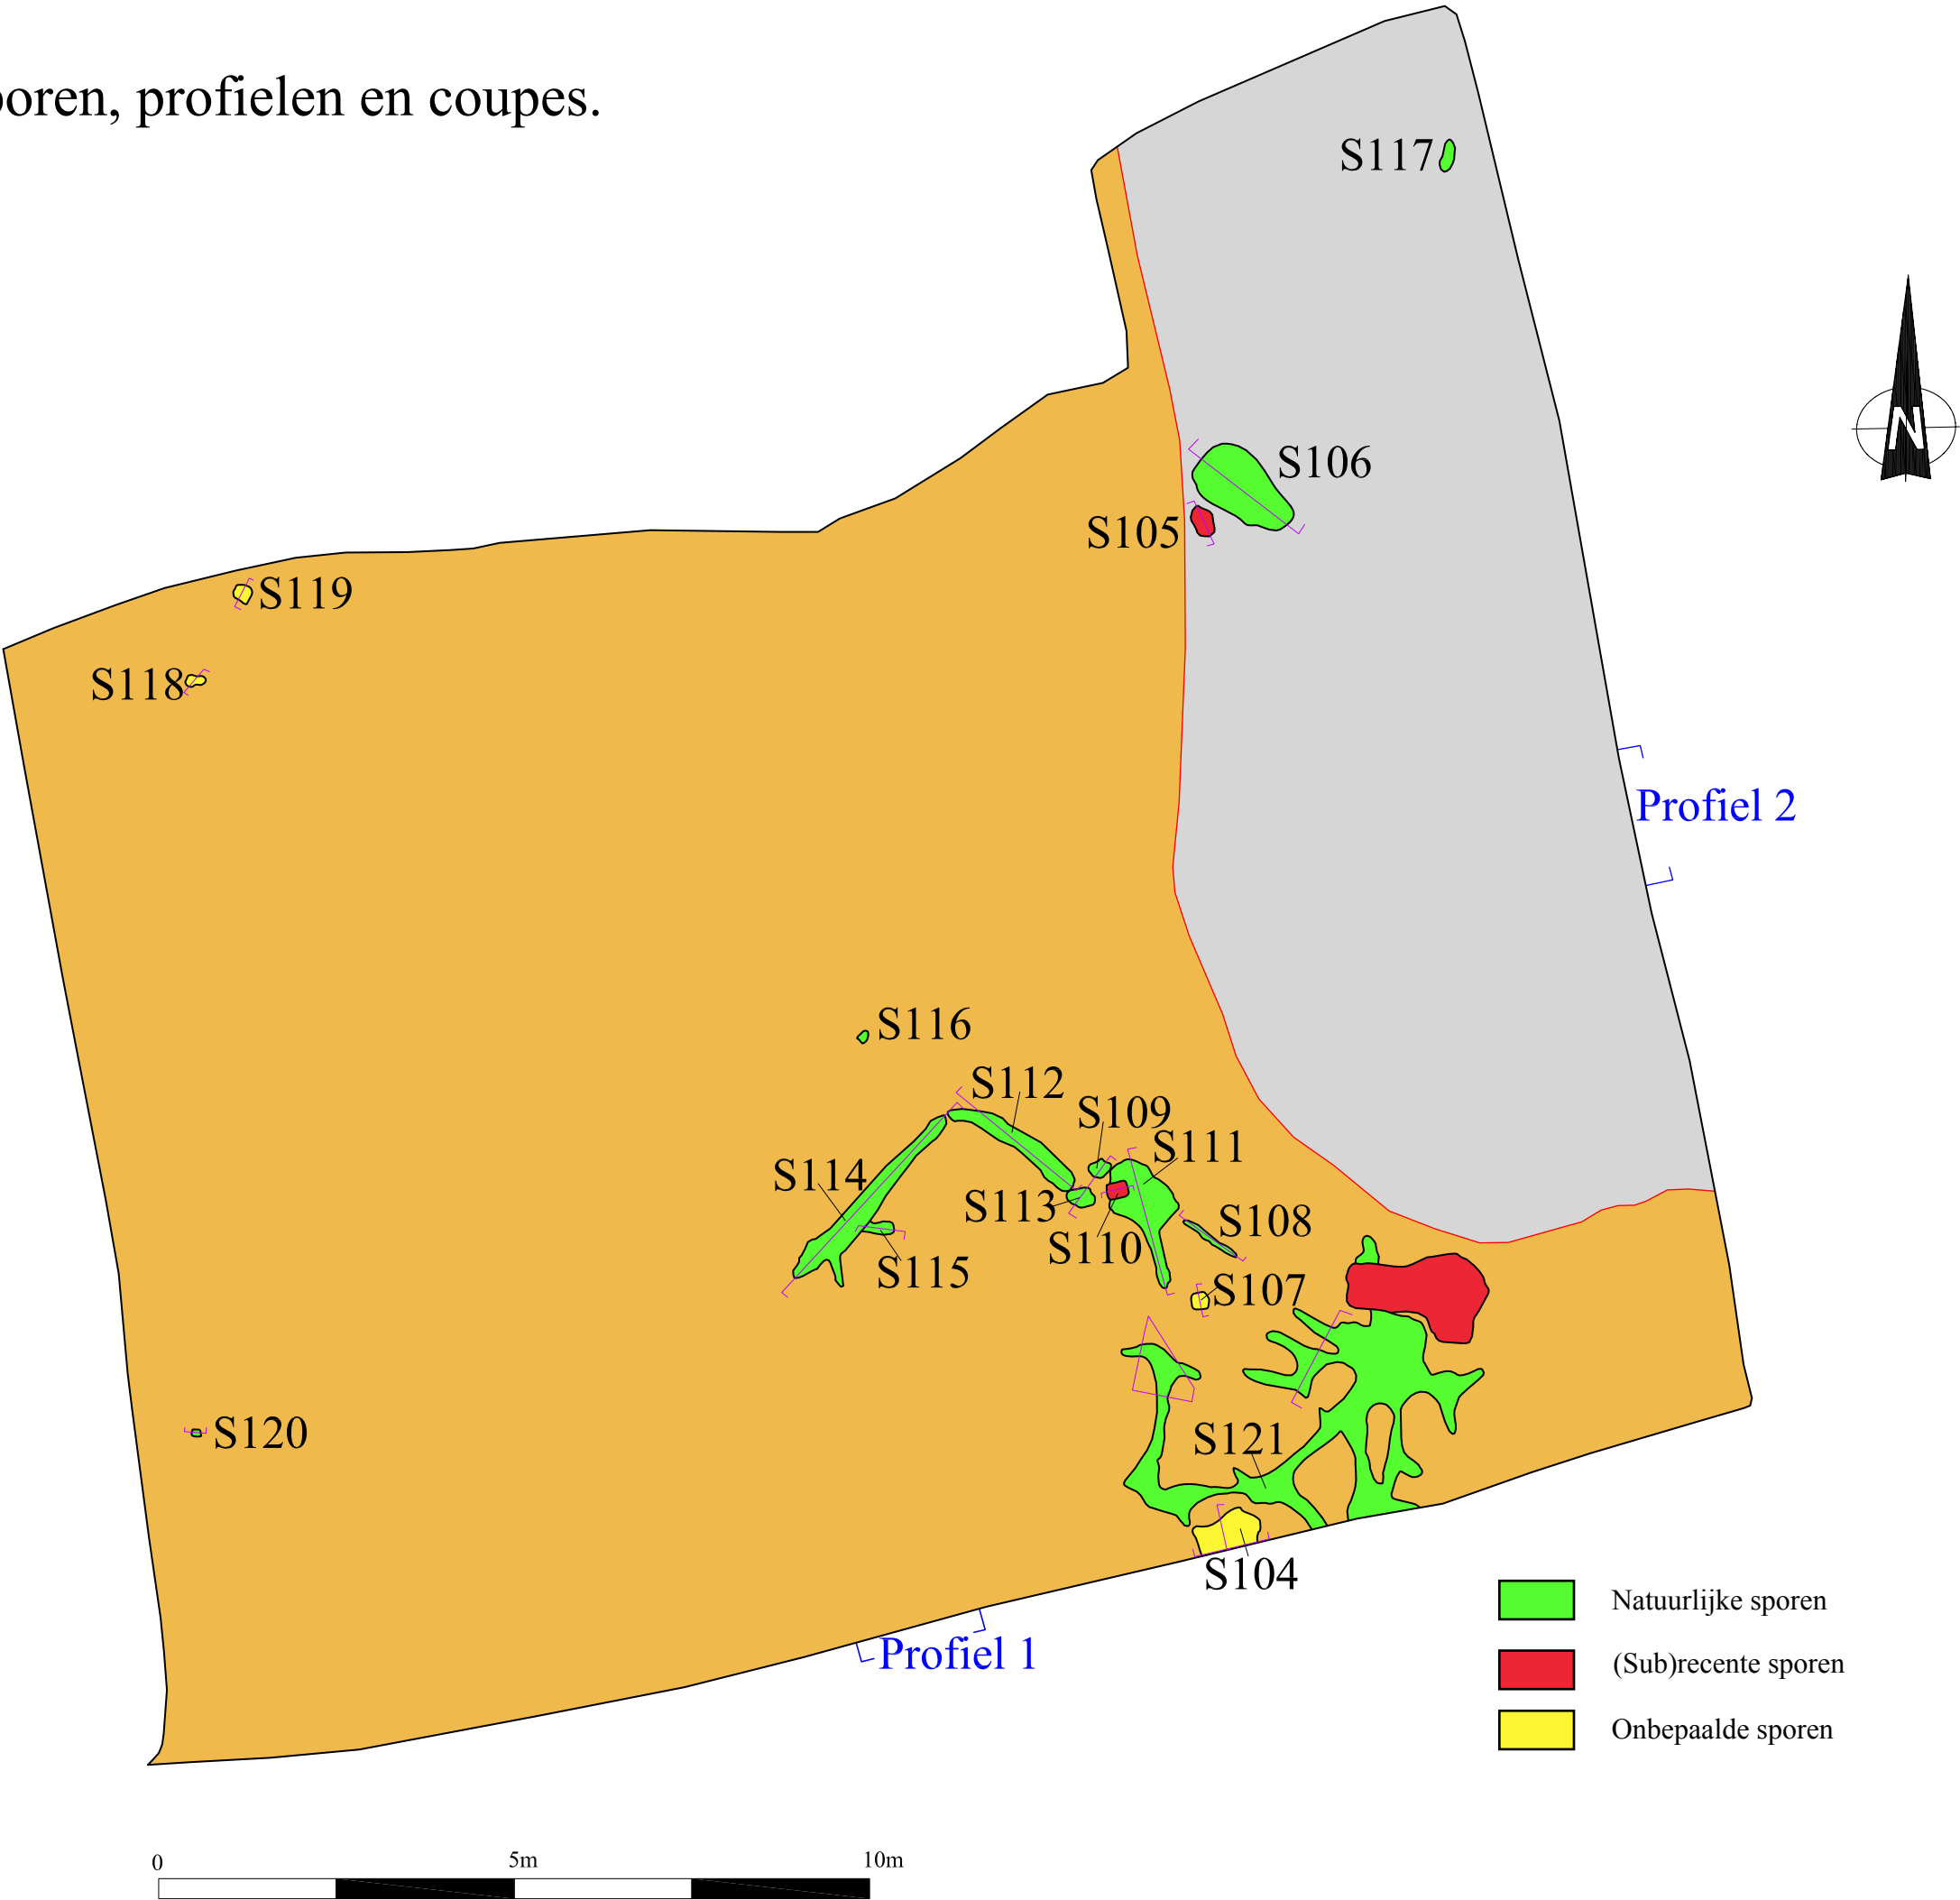 oren, profielen en coupes.
S117
N
S106
S105
S119
S118
Profiel 2
S116
S112
S109
S111
S114
S113
S108
S110
S115
S107
S120
S121
S104
Natuurlijke sporen
Profiel 1
(Sub)recente sporen
Onbepaalde sporen
0 5m 10m